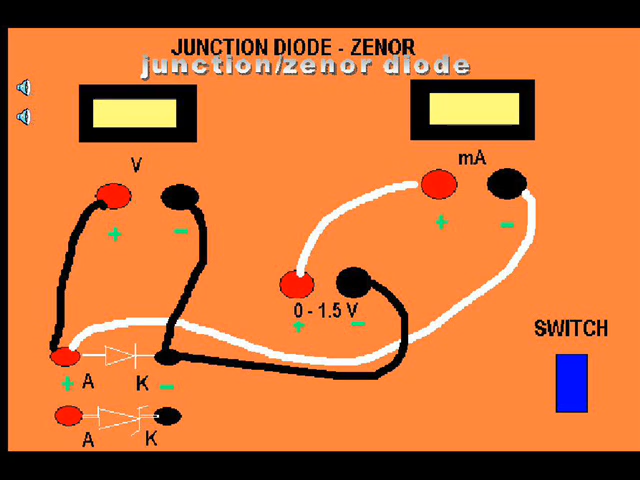 JUNCTION DIODE - ZENOR
junction/zenor diode
V
mA
+ -
+ -
0 - 1.5 V
+ -
SWITCH
A K
+ -
A K